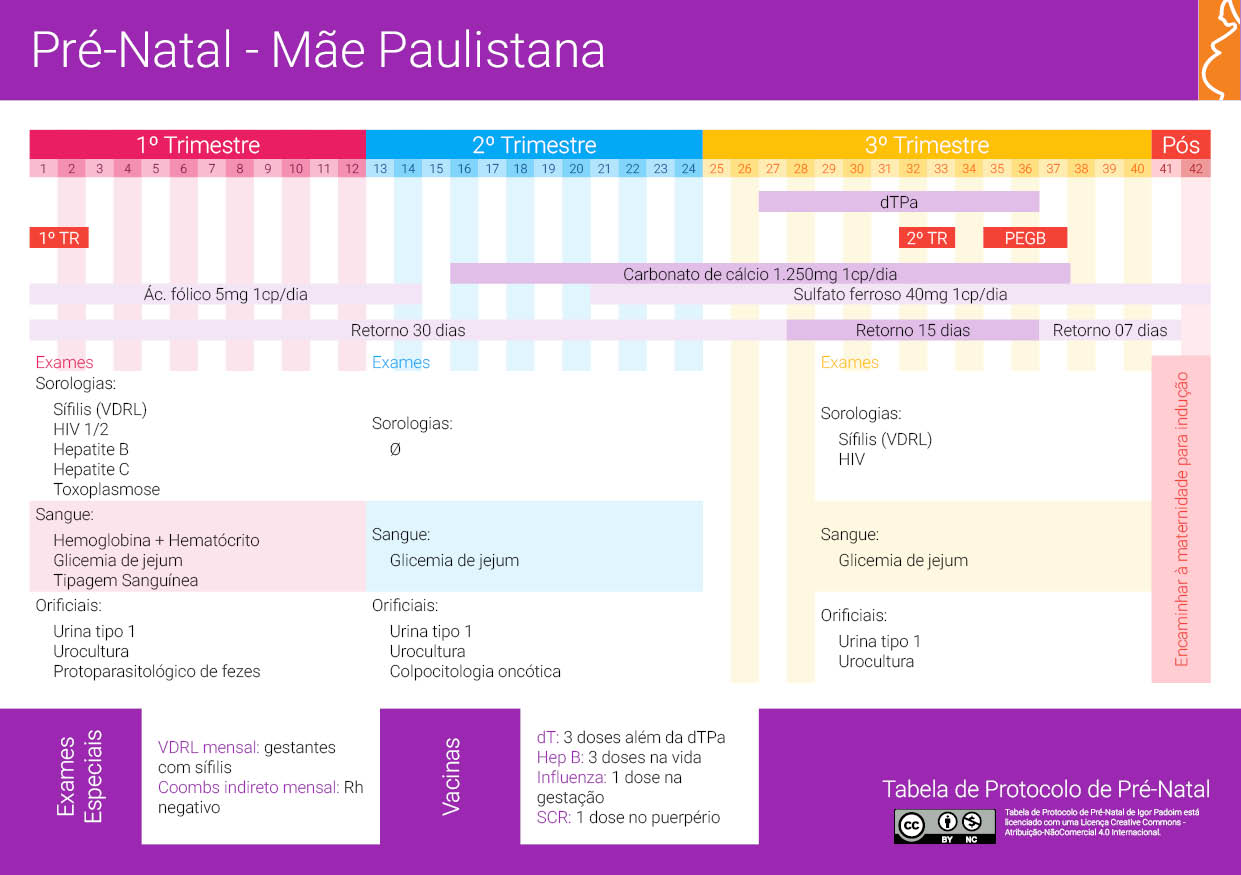 Pré-Natal - Mãe Paulistana
1º Trimestre
2º Trimestre
3º Trimestre
Pós
1 2 3 4 5 6 7 8 9 10 11 12 13 14 15 16 17 18 19 20 21 22 23 24 25 26 27 28 29 30 31 32 33 34 35 36 37 38 39 40 41 42
dTPa
1º TR
2º TR
PEGB
Carbonato de cálcio 1.250mg 1cp/dia
Ác. fólico 5mg 1cp/dia
Sulfato ferroso 40mg 1cp/dia
Retorno 30 dias
Retorno 15 dias
Retorno 07 dias
Exames
Sorologias:
Sífilis (VDRL)
HIV 1/2
Hepatite B
Hepatite C
Toxoplasmose
Sangue:
Hemoglobina + Hematócrito
Glicemia de jejum
Tipagem Sanguínea
Orificiais:
Urina tipo 1
Urocultura
Protoparasitológico de fezes
Exames
Sorologias:
Ø
Sangue:
Glicemia de jejum
Orificiais:
Urina tipo 1
Urocultura
Colpocitologia oncótica
Exames
Sorologias:
Sífilis (VDRL)
HIV
Sangue:
Glicemia de jejum
Orificiais:
Urina tipo 1
Urocultura
Encaminhar à maternidade para indução
Exames
Especiais
VDRL mensal: gestantes
com sífilis
Coombs indireto mensal: Rh
negativo
Vacinas
dT: 3 doses além da dTPa
Hep B: 3 doses na vida
Influenza: 1 dose na
gestação
SCR: 1 dose no puerpério
Tabela de Protocolo de Pré-Natal
cc
BY NC
Tabela de Protocolo de Pré-Natal de Igor Padoim está
licenciado com uma Licença Creative Commons -
Atribuição-NãoComercial 4.0 Internacional.